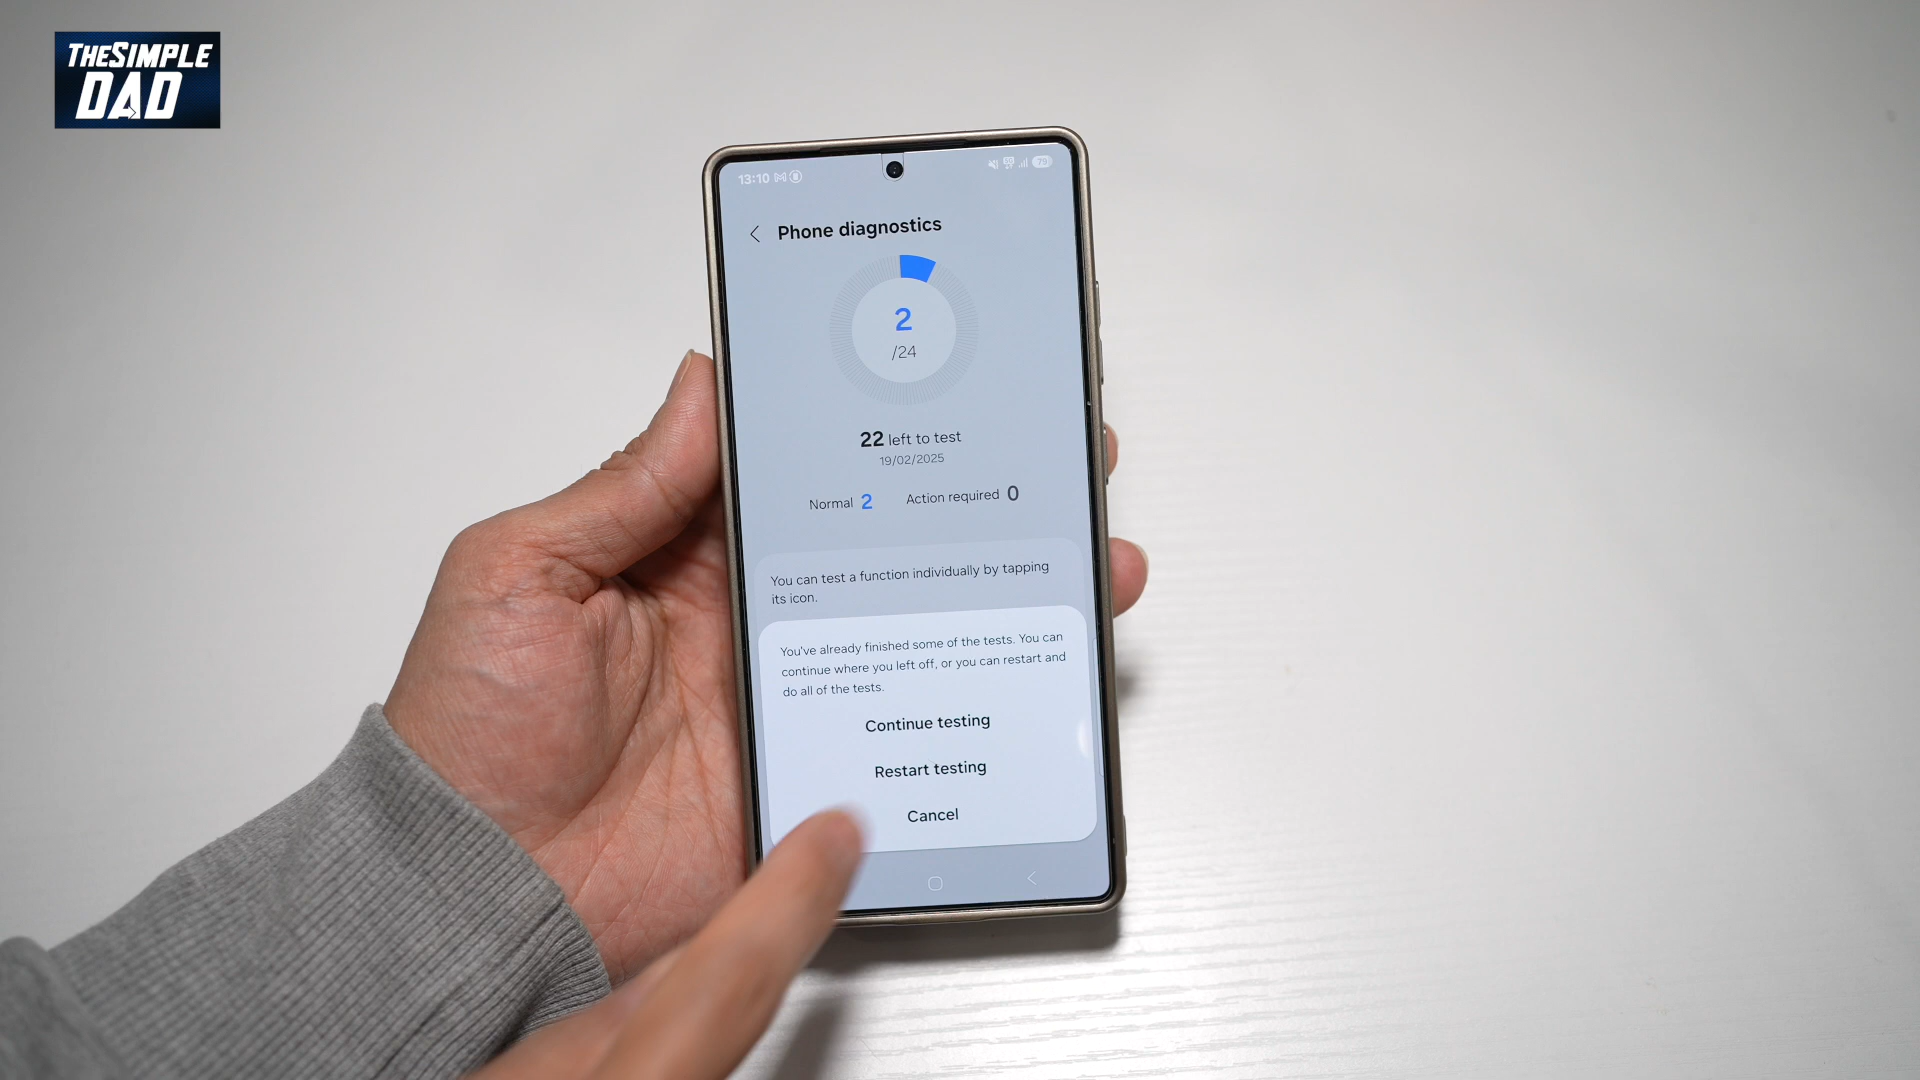 THESIMPLE
DAD
13:10
73
Phone diagnostics
2
/24
22 left to test
19/02/2025
Normal 2 Action required 0
You can test a function individually by tapping
its icon.
You've already finished some of the tests. You can
continue where you left off, or you can restart and
do all of the tests.
Continue testing
Restart testing
Cancel